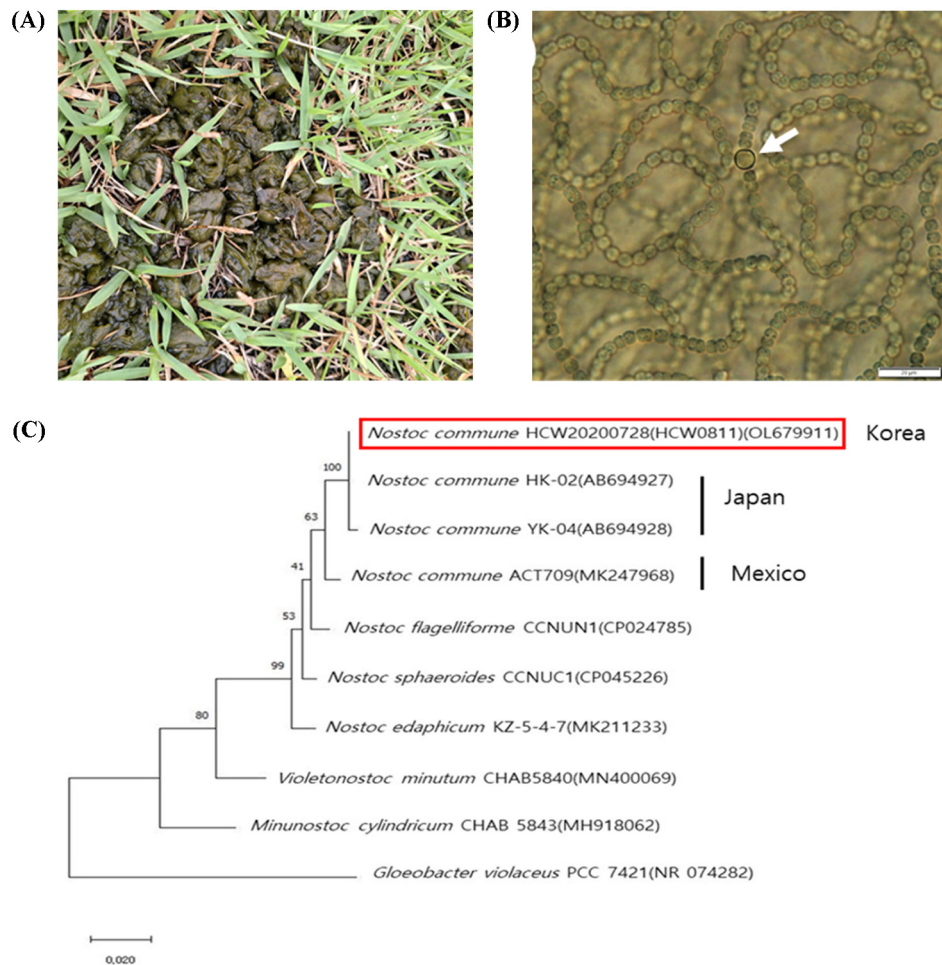 (A)
(B)
20 μm
(C)
Nostoc commune HCW20200728(HCW0811)(OL679911)
Korea
100
Nostoc commune HK-02(AB694927)
Japan
63
Nostoc commune YK-04(AB694928)
41
Nostoc commune ACT709(MK247968)
Mexico
53
Nostoc flagelliforme CCNUN1(CP024785)
99
Nostoc sphaeroides CCNUC1(CP045226)
80
Nostoc edaphicum KZ-5-4-7(MK211233)
Violetonostoc minutum CHAB5840(MN400069)
Minunostoc cylindricum CHAB 5843(MH918062)
Gloeobacter violaceus PCC 7421(NR 074282)
0,020